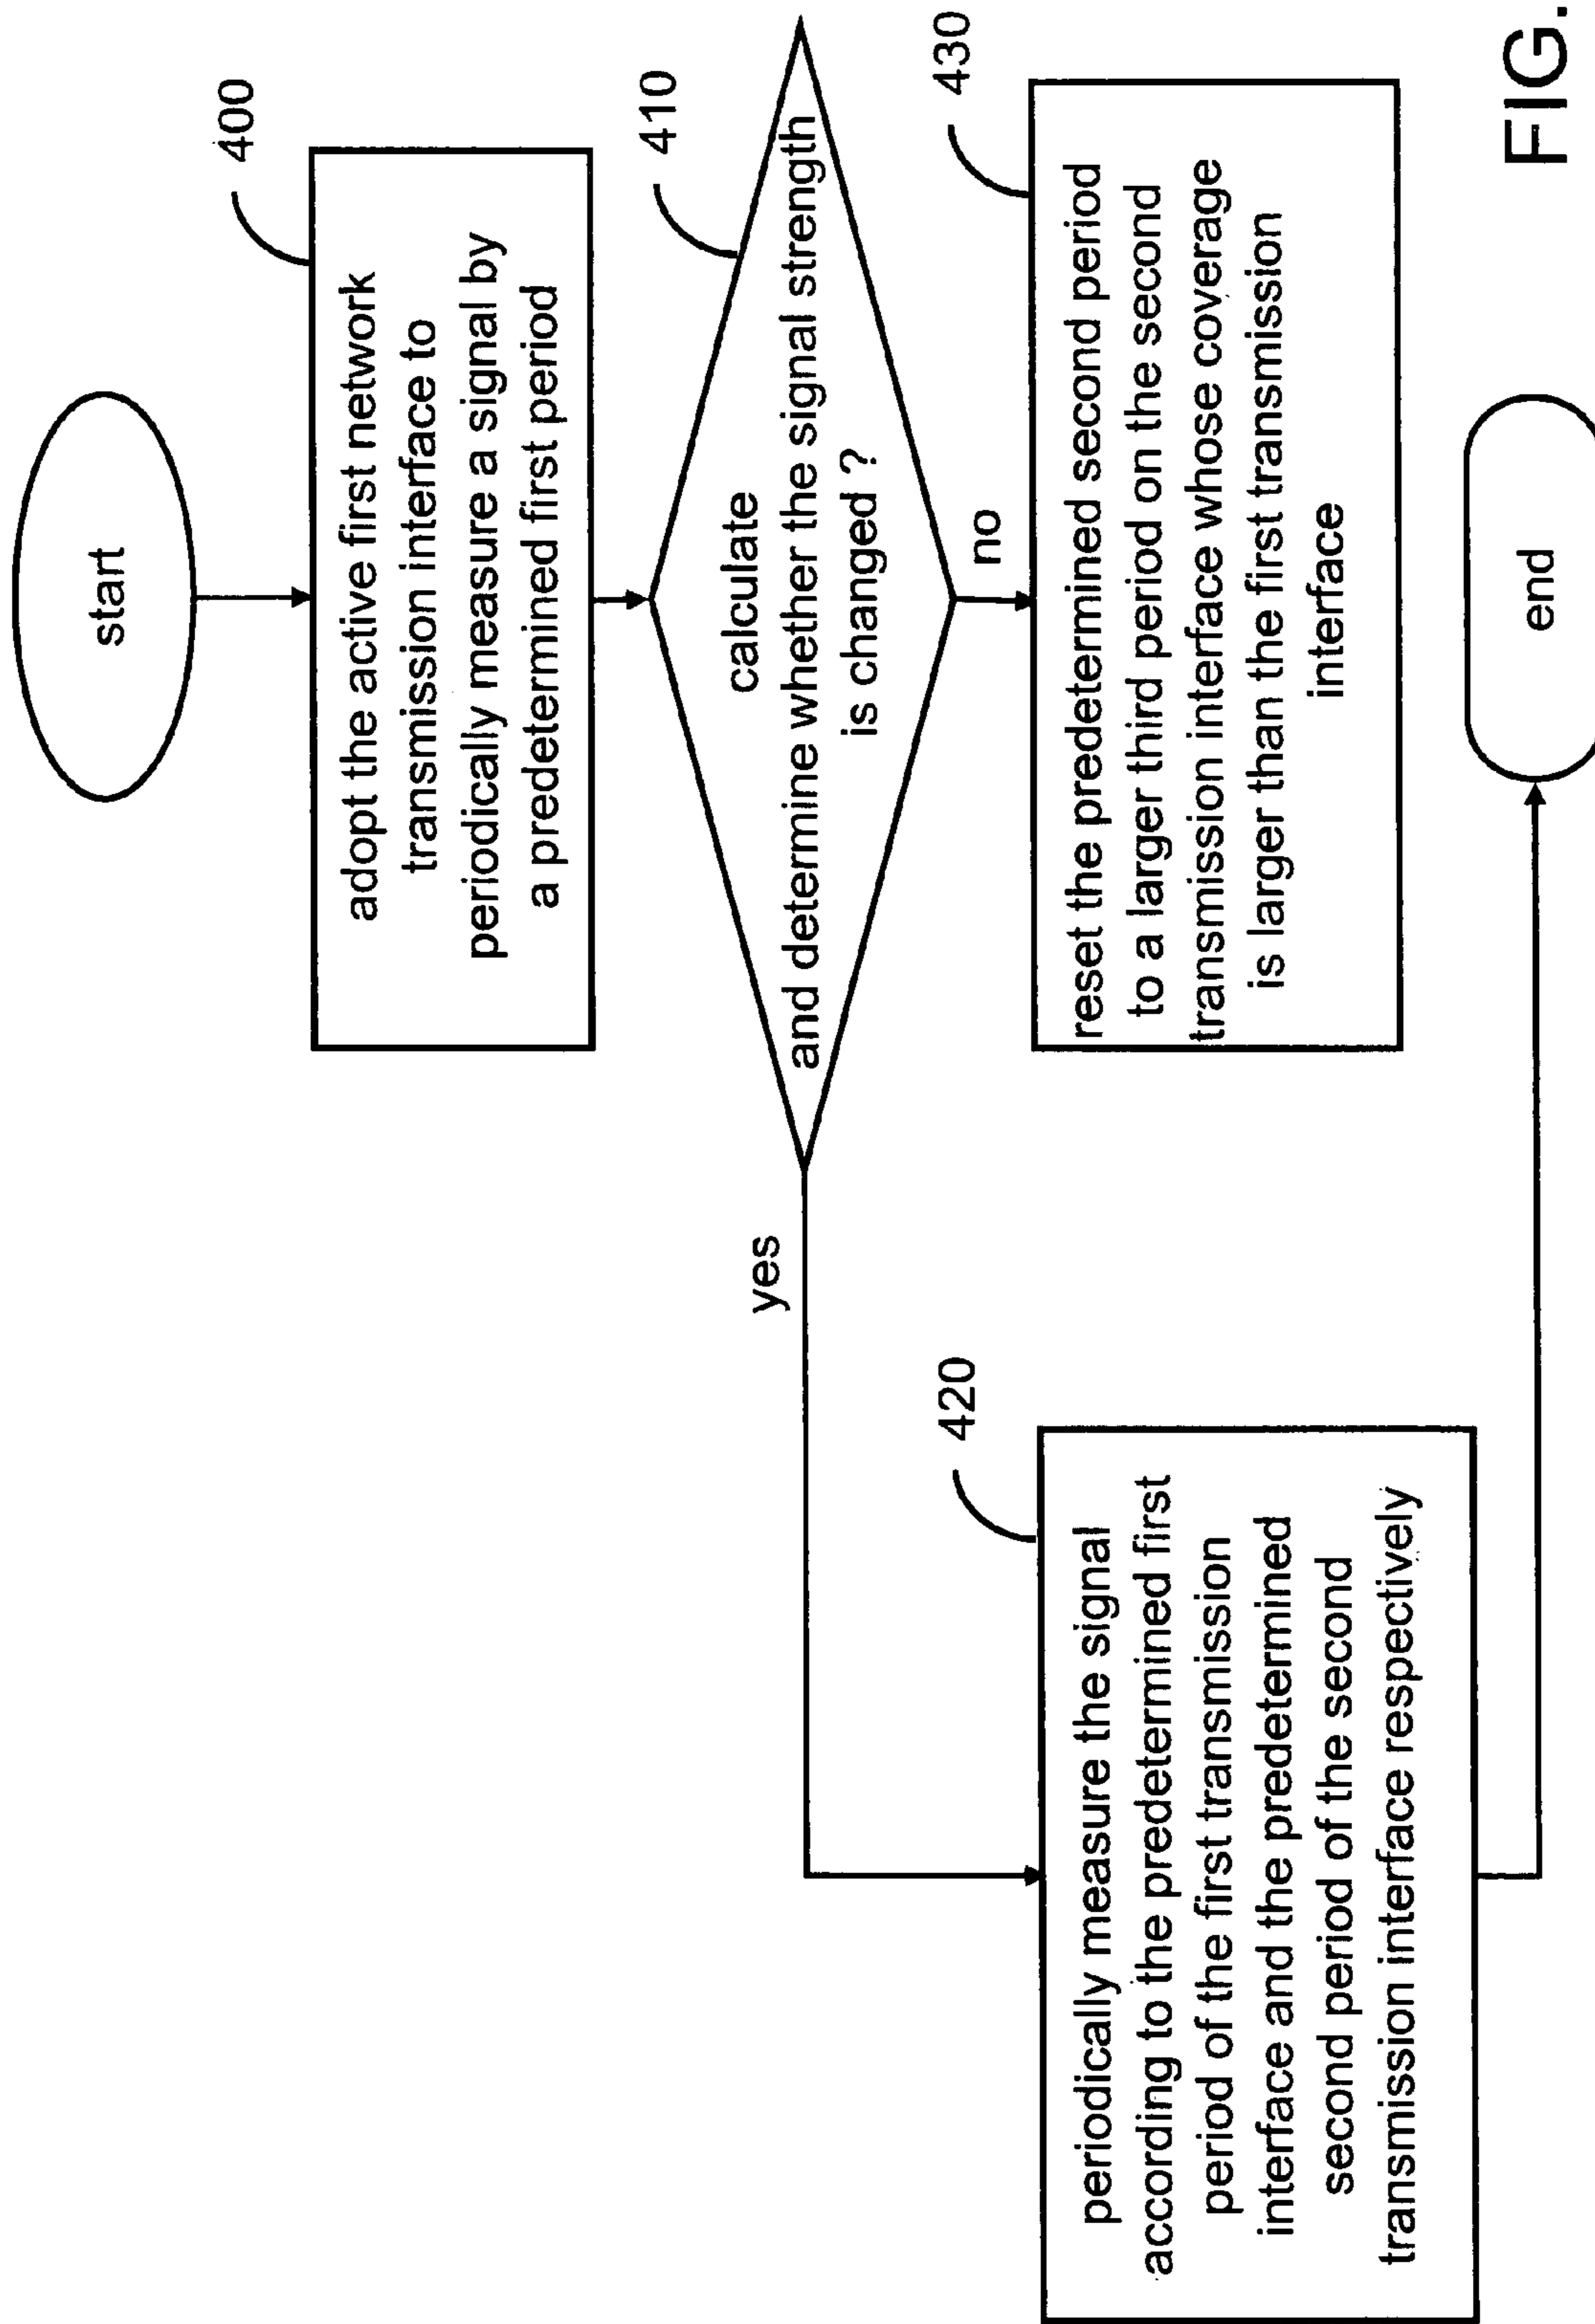 start
400
adopt the active first network
transmission interface to
periodically measure a signal by
a predetermined first period
410
calculate
and determine whether the signal strength
is changed ?
yes
no
420
periodically measure the signal
according to the predetermined first
period of the first transmission
interface and the predetermined
second period of the second
transmission interface respectively
430
reset the predetermined second period
to a larger third period on the second
transmission interface whose coverage
is larger than the first transmission
interface
end
FIG.